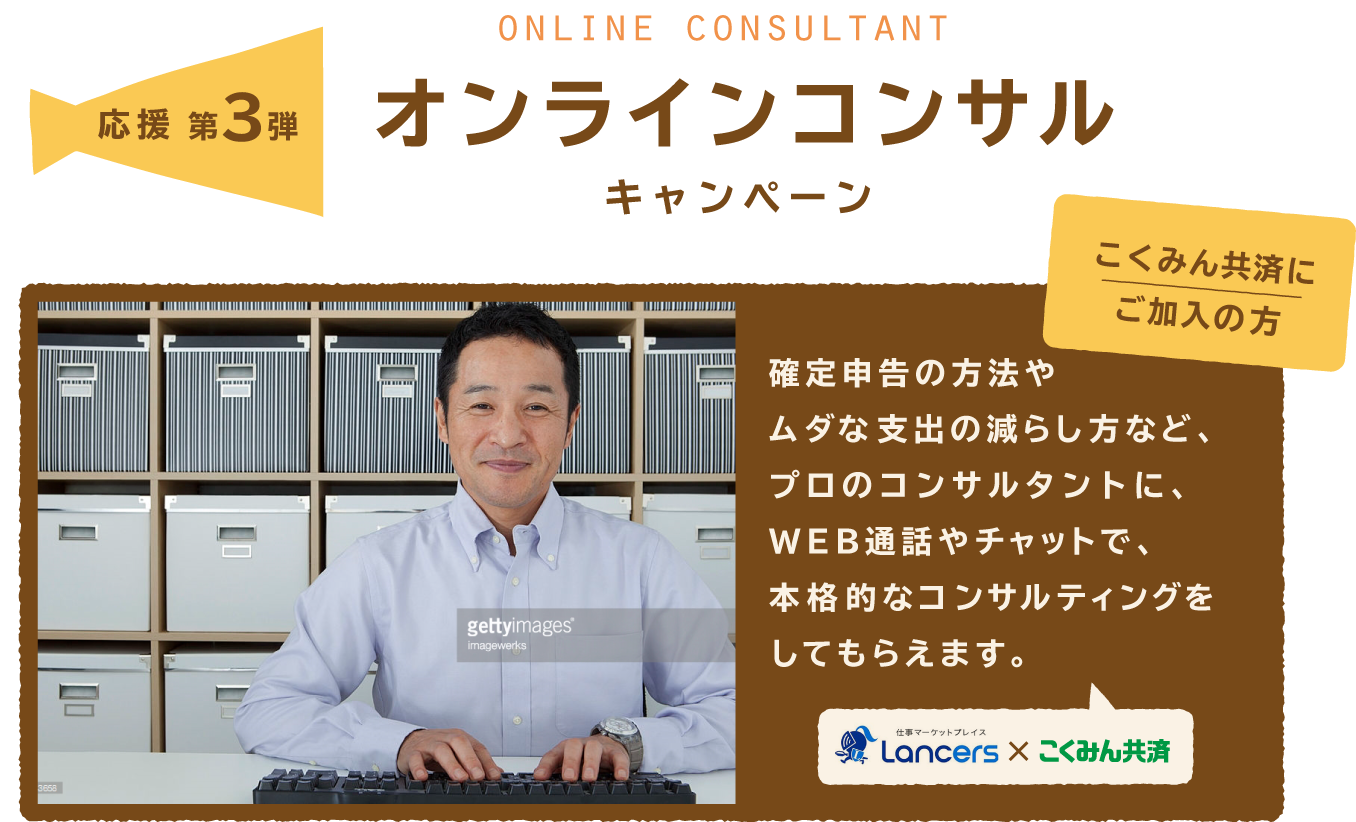 ONLINE CONSULTANT
応援 第3弾
オンラインコンサル
キャンペーン
こくみん共済に
ご加入の方
確定申告の方法や
ムダな支出の減らし方など、
プロのコンサルタントに、
WEB通話やチャットで、
本格的なコンサルティングを
してもらえます。
gettyimages®
imagewerks
3658
仕事マーケットプレイス
Lancers × こくみん共済